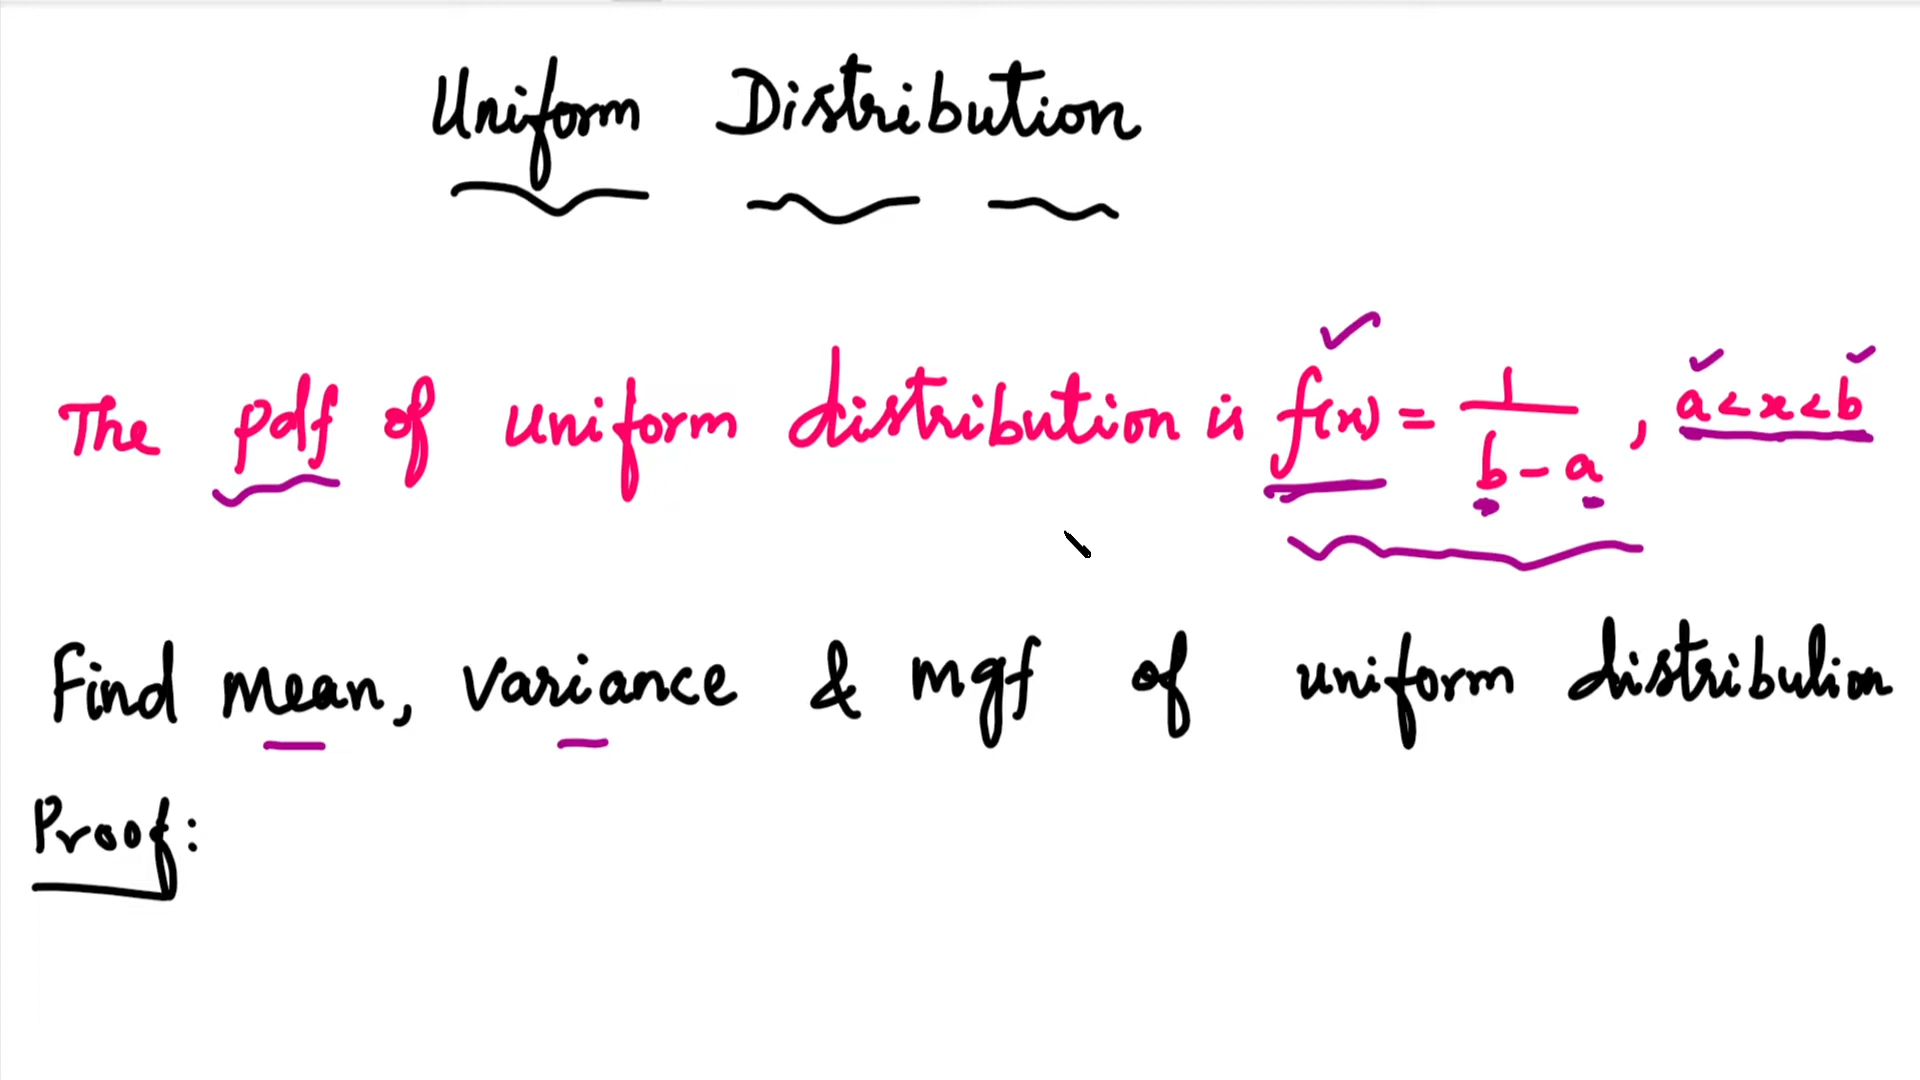 Uniform Distribution
The pdf of uniform distribution is f(x) = 1/(b-a), a<x<b
Find mean, variance & mgf of uniform distribution
Proof: